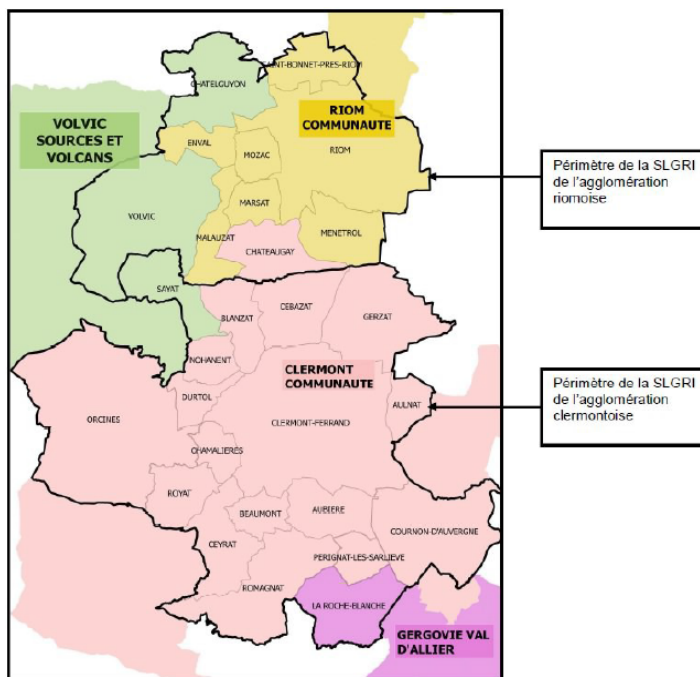 SAINT-BONNET-PRES-RIOM
CHATELGUYON
VOLVIC
SOURCES ET
VOLCANS
RIOM
COMMUNAUTE
ENVAL
MOZAC
RIOM
Périmètre de la SLGRI
de l'agglomération
riomoise
MARSAT
VOLVIC
MALAUZAT
MENETROL
CHATEAUGAY
SAYAT
BLANZAT
CEBAZAT
GERZAT
NOHANENT
CLERMONT
COMMUNAUTE
Périmètre de la SLGRI
de l'agglomération
clermontoise
DURTOL
AULNAT
ORCINES
CLERMONT-FERRAND
CHAMALIERES
ROYAT
BEAUMONT
AUBIERE
COURNON-D'AUVERGNE
CEYRAT
PERIGNAT-LES-SARLIEVE
ROMAGNAT
LA ROCHE-BLANCHE
GERGOVIE VAL
D'ALLIER